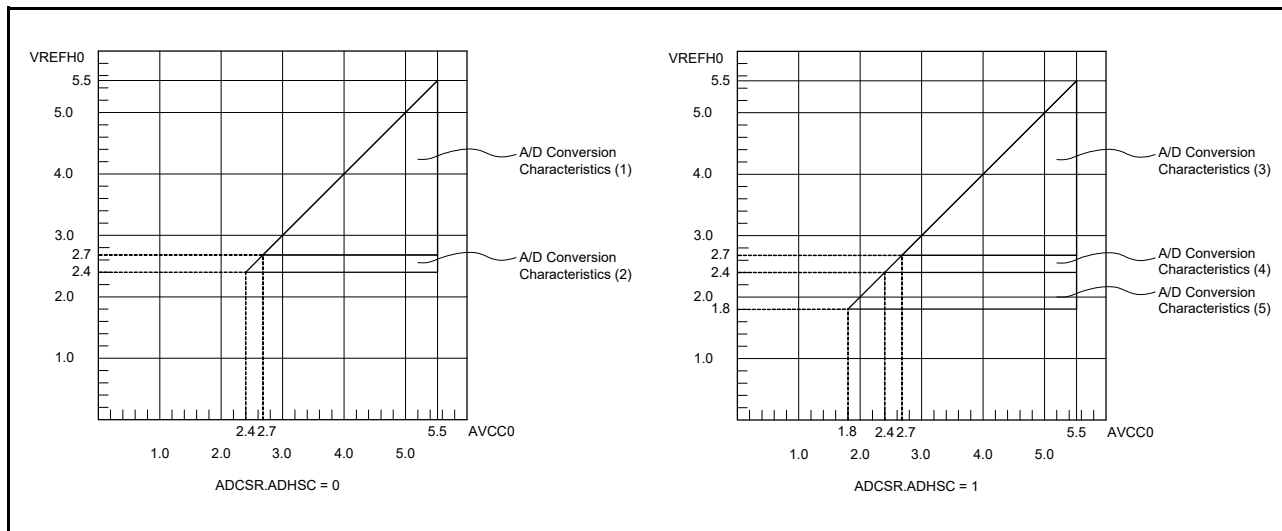 VREFH0
5.5
5.0
4.0
3.0
2.7
2.4
2.0
1.0
A/D Conversion
Characteristics (1)
A/D Conversion
Characteristics (2)
2.4 2.7 5.5 AVCC0
1.0 2.0 3.0 4.0 5.0
ADCSR.ADHSC = 0
VREFH0
5.5
5.0
4.0
3.0
2.7
2.4
2.0
1.8
1.0
A/D Conversion
Characteristics (3)
A/D Conversion
Characteristics (4)
A/D Conversion
Characteristics (5)
1.8 2.4 2.7 5.5 AVCC0
1.0 2.0 3.0 4.0 5.0
ADCSR.ADHSC = 1